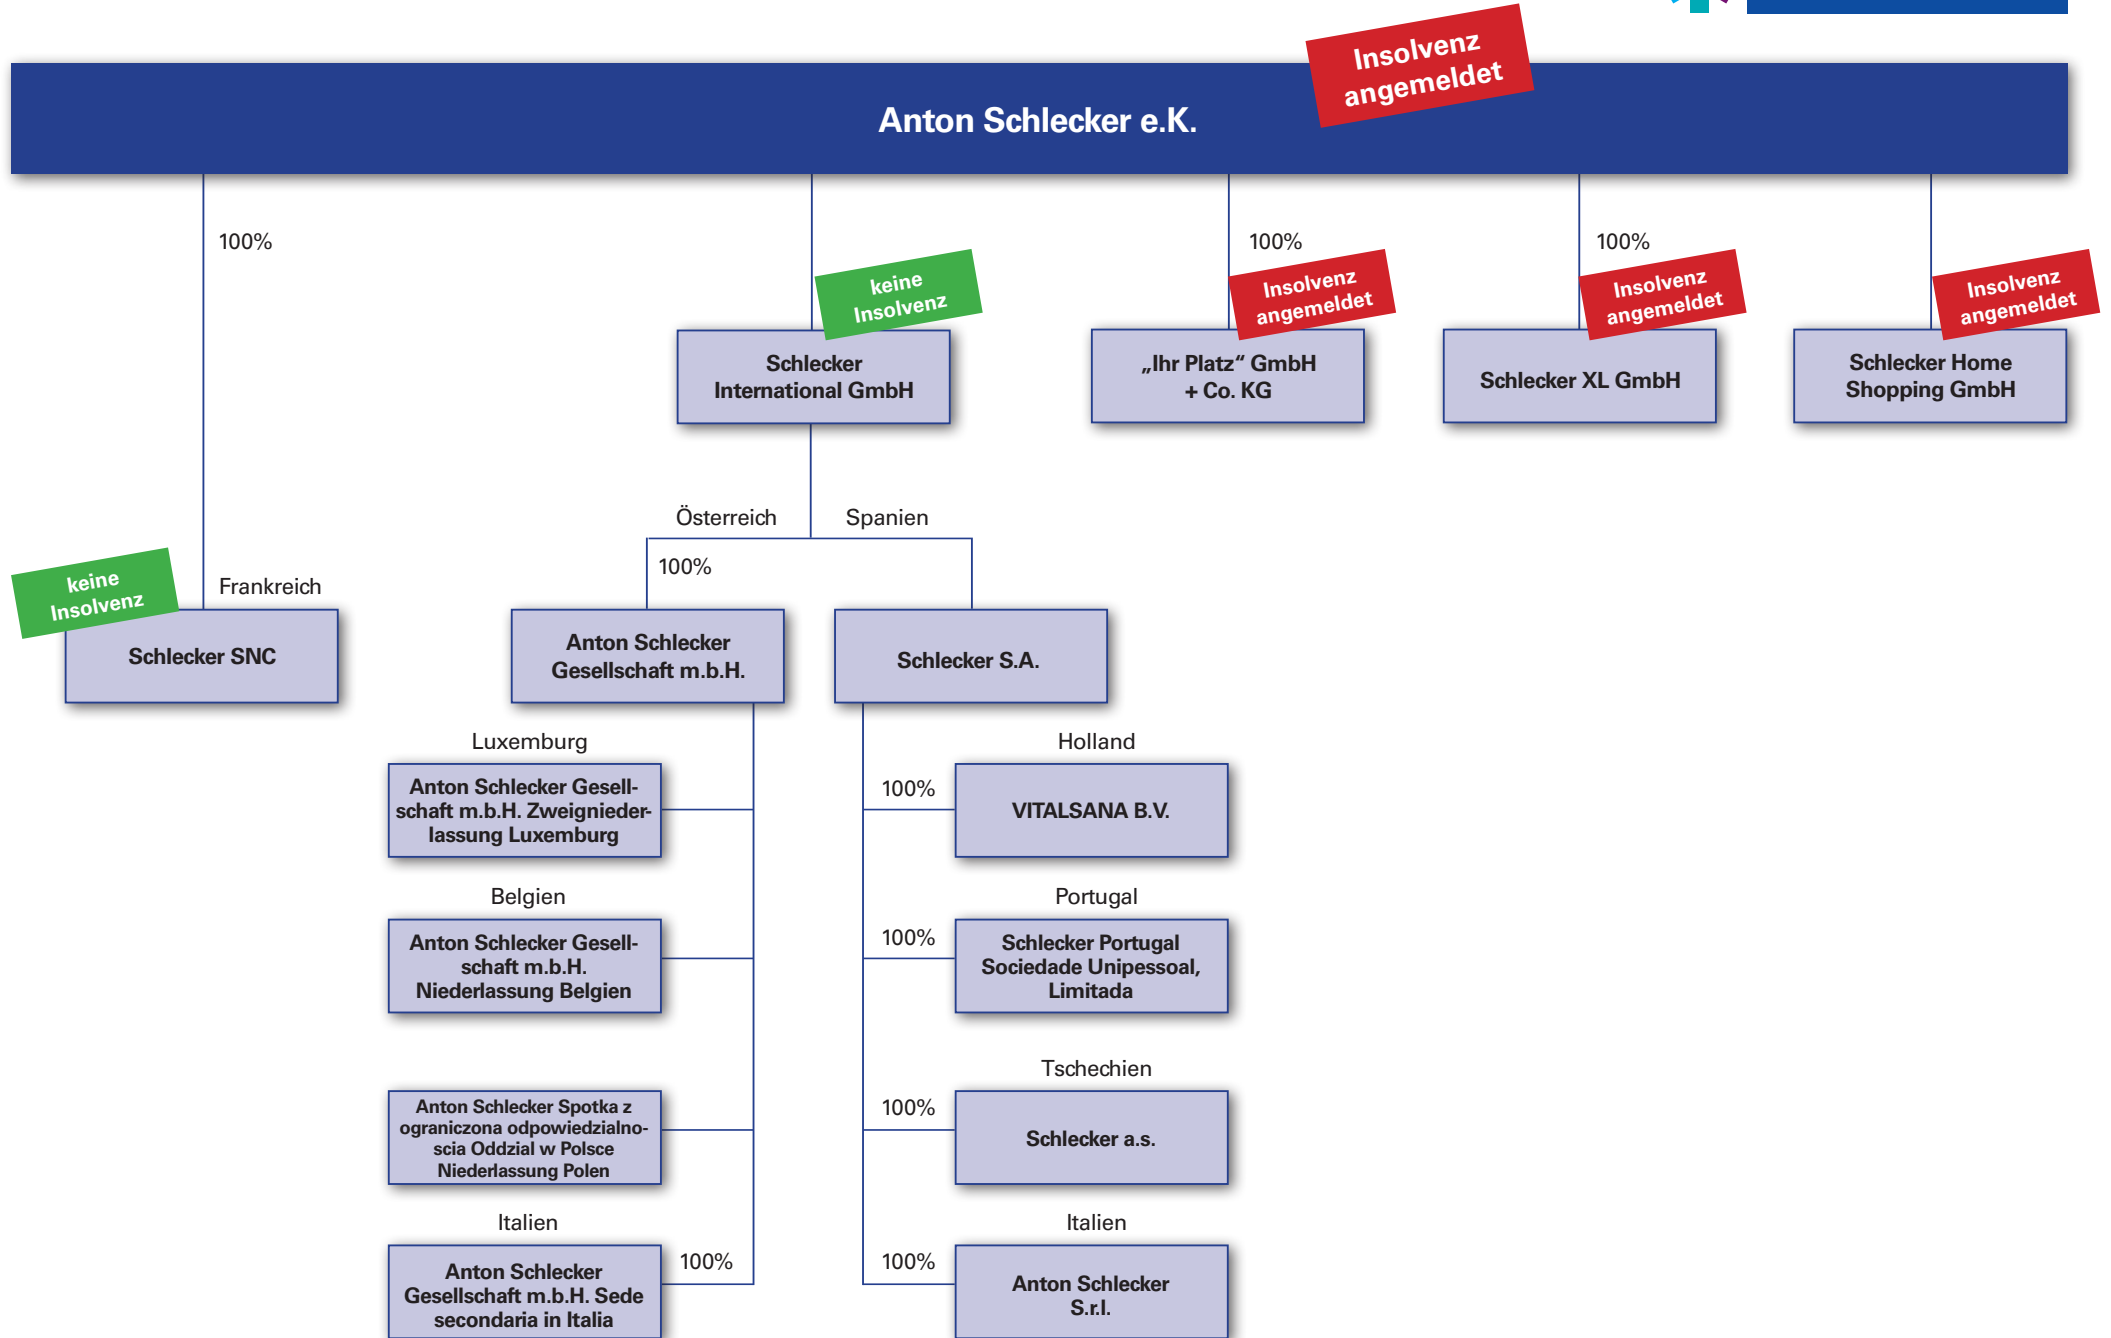 Insolvenz
angemeldet
Anton Schlecker e.K.
100%
100%
100%
keine
Insolvenz
Insolvenz
angemeldet
Insolvenz
angemeldet
Insolvenz
angemeldet
Schlecker
International GmbH
„Ihr Platz“ GmbH
+ Co. KG
Schlecker XL GmbH
Schlecker Home
Shopping GmbH
Österreich
Spanien
100%
keine
Insolvenz
Frankreich
Schlecker SNC
Anton Schlecker
Gesellschaft m.b.H.
Schlecker S.A.
Luxemburg
Anton Schlecker Gesell-
schaft m.b.H. Zweignieder-
lassung Luxemburg
Holland
100%
VITALSANA B.V.
Belgien
Anton Schlecker Gesell-
schaft m.b.H.
Niederlassung Belgien
Portugal
100%
Schlecker Portugal
Sociedade Unipessoal,
Limitada
Anton Schlecker Spotka z
ograniczona odpowiedzialno-
scia Oddzial w Polsce
Niederlassung Polen
Tschechien
100%
Schlecker a.s.
Italien
Anton Schlecker
Gesellschaft m.b.H. Sede
secondaria in Italia
100%
Italien
100%
Anton Schlecker
S.r.l.